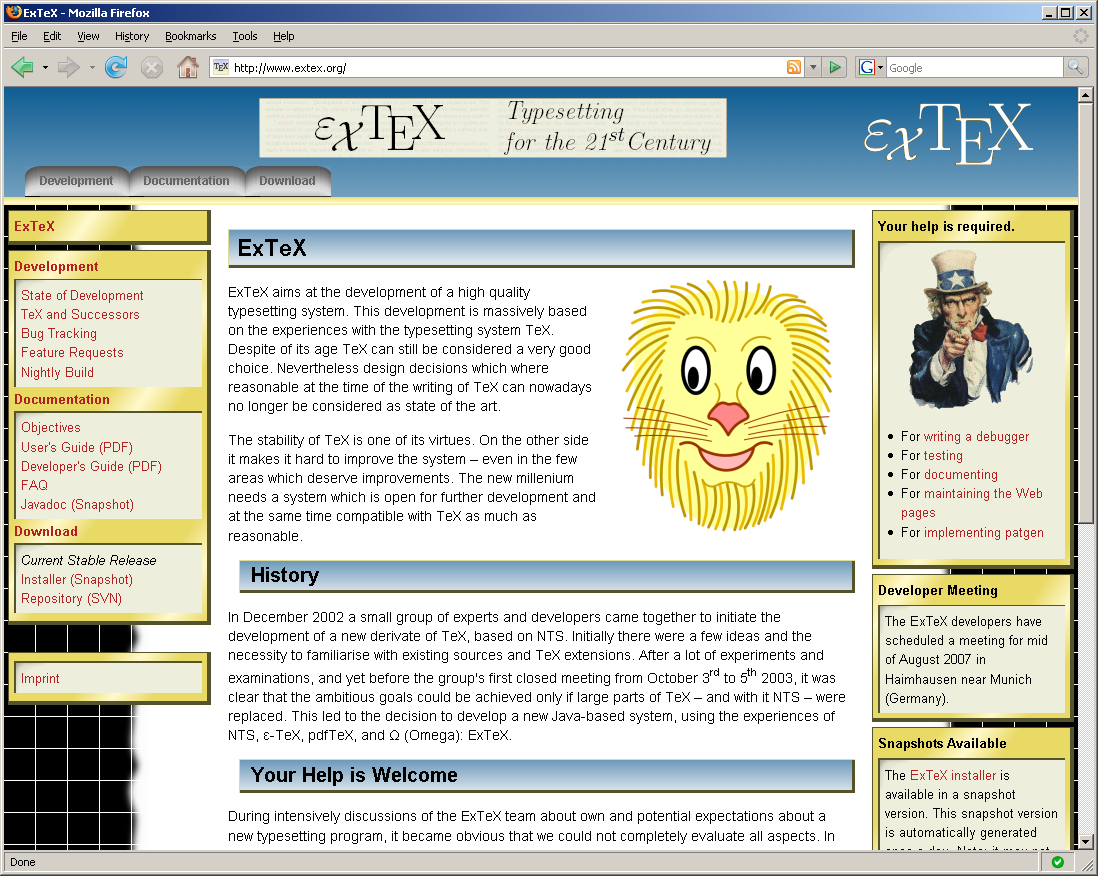 ExTeX - Mozilla Firefox
File Edit View History Bookmarks Tools Help
TEX http://www.extex.org/
G Google
εχTEX Typesetting
for the 21st Century
εχTEX
Development Documentation Download
ExTeX
Development
State of Development
TeX and Successors
Bug Tracking
Feature Requests
Nightly Build
Documentation
Objectives
User's Guide (PDF)
Developer's Guide (PDF)
FAQ
Javadoc (Snapshot)
Download
Current Stable Release
Installer (Snapshot)
Repository (SVN)
Imprint
ExTeX
ExTeX aims at the development of a high quality
typesetting system. This development is massively based
on the experiences with the typesetting system TeX.
Despite of its age TeX can still be considered a very good
choice. Nevertheless design decisions which where
reasonable at the time of the writing of TeX can nowadays
no longer be considered as state of the art.
The stability of TeX is one of its virtues. On the other side
it makes it hard to improve the system – even in the few
areas which deserve improvements. The new millenium
needs a system which is open for further development and
at the same time compatible with TeX as much as
reasonable.
History
In December 2002 a small group of experts and developers came together to initiate the
development of a new derivate of TeX, based on NTS. Initially there were a few ideas and the
necessity to familiarise with existing sources and TeX extensions. After a lot of experiments and
examinations, and yet before the group's first closed meeting from October 3rd to 5th 2003, it was
clear that the ambitious goals could be achieved only if large parts of TeX – and with it NTS – were
replaced. This led to the decision to develop a new Java-based system, using the experiences of
NTS, ε-TeX, pdfTeX, and Ω (Omega): ExTeX.
Your Help is Welcome
During intensively discussions of the ExTeX team about own and potential expectations about a
new typesetting program, it became obvious that we could not completely evaluate all aspects. In
Your help is required.
For writing a debugger
For testing
For documenting
For maintaining the Web
pages
For implementing patgen
Developer Meeting
The ExTeX developers have
scheduled a meeting for mid
of August 2007 in
Haimhausen near Munich
(Germany).
Snapshots Available
The ExTeX installer is
available in a snapshot
version. This snapshot version
is automatically generated
Done